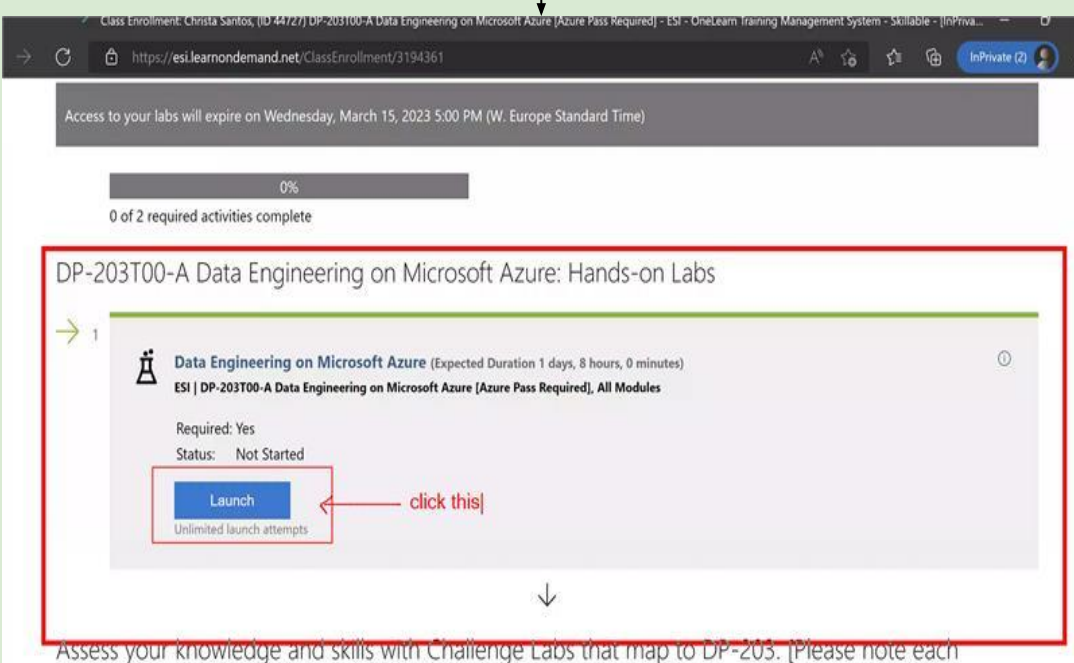 Class Enrollment: Christa Santos, (ID 44727) DP-203T00-A Data Engineering on Microsoft Azure [Azure Pass Required] - ESI - OneLearn Training Management System - Skillable - [InPriva...
https://esi.learnondemand.net/ClassEnrollment/3194361
InPrivate (2)
Access to your labs will expire on Wednesday, March 15, 2023 5:00 PM (W. Europe Standard Time)
0%
0 of 2 required activities complete
DP-203T00-A Data Engineering on Microsoft Azure: Hands-on Labs
1
Data Engineering on Microsoft Azure (Expected Duration 1 days, 8 hours, 0 minutes)
ESI | DP-203T00-A Data Engineering on Microsoft Azure [Azure Pass Required], All Modules
Required: Yes
Status: Not Started
Launch
click this
Unlimited launch attempts
Assess your knowledge and skills with Challenge Labs that map to DP-203. [Please note each